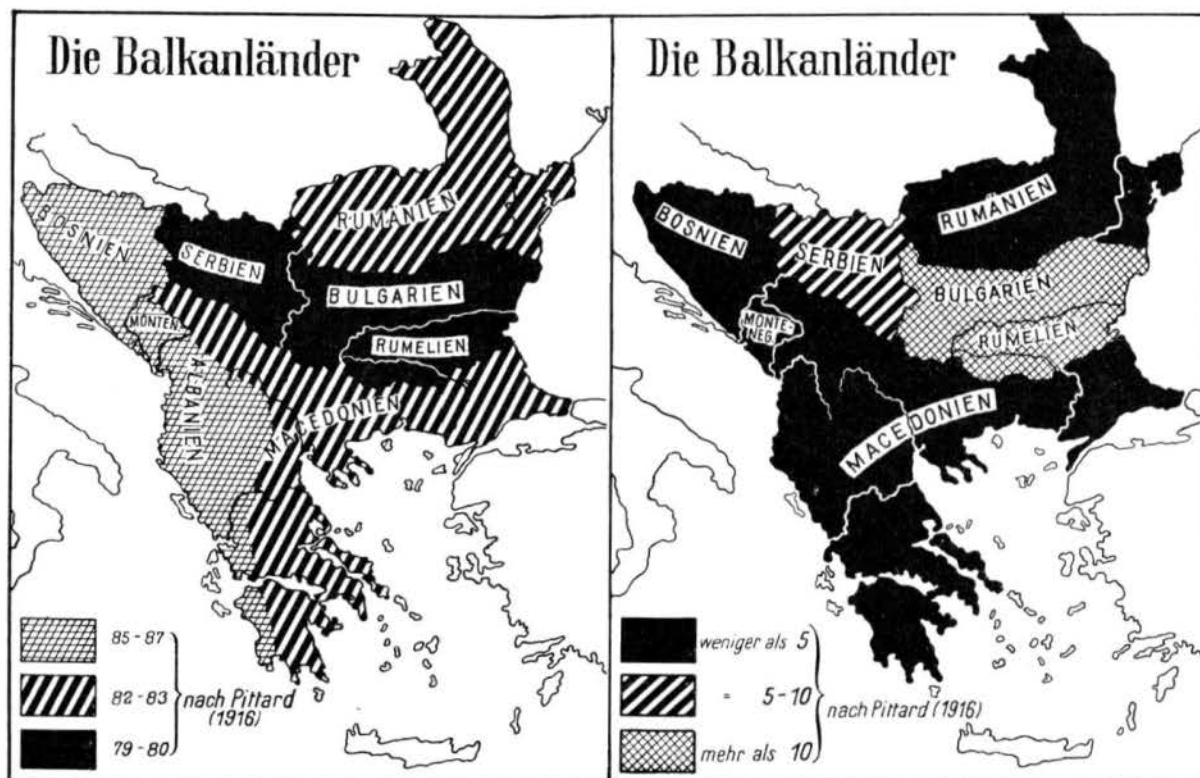 Die Balkanländer
BOSNIEN
SERBIEN
RUMÄNIEN
BULGARIEN
RUMELIEN
MONTEN.
ALBANIEN
MACEDONIEN
85-87
82-83
79-80
nach Pittard
(1916)
Die Balkanländer
BOSNIEN
SERBIEN
RUMÄNIEN
BULGARIEN
RUMELIEN
MONTE-
NEG.
MACEDONIEN
weniger als 5
" 5-10
mehr als 10
nach Pittard (1916)